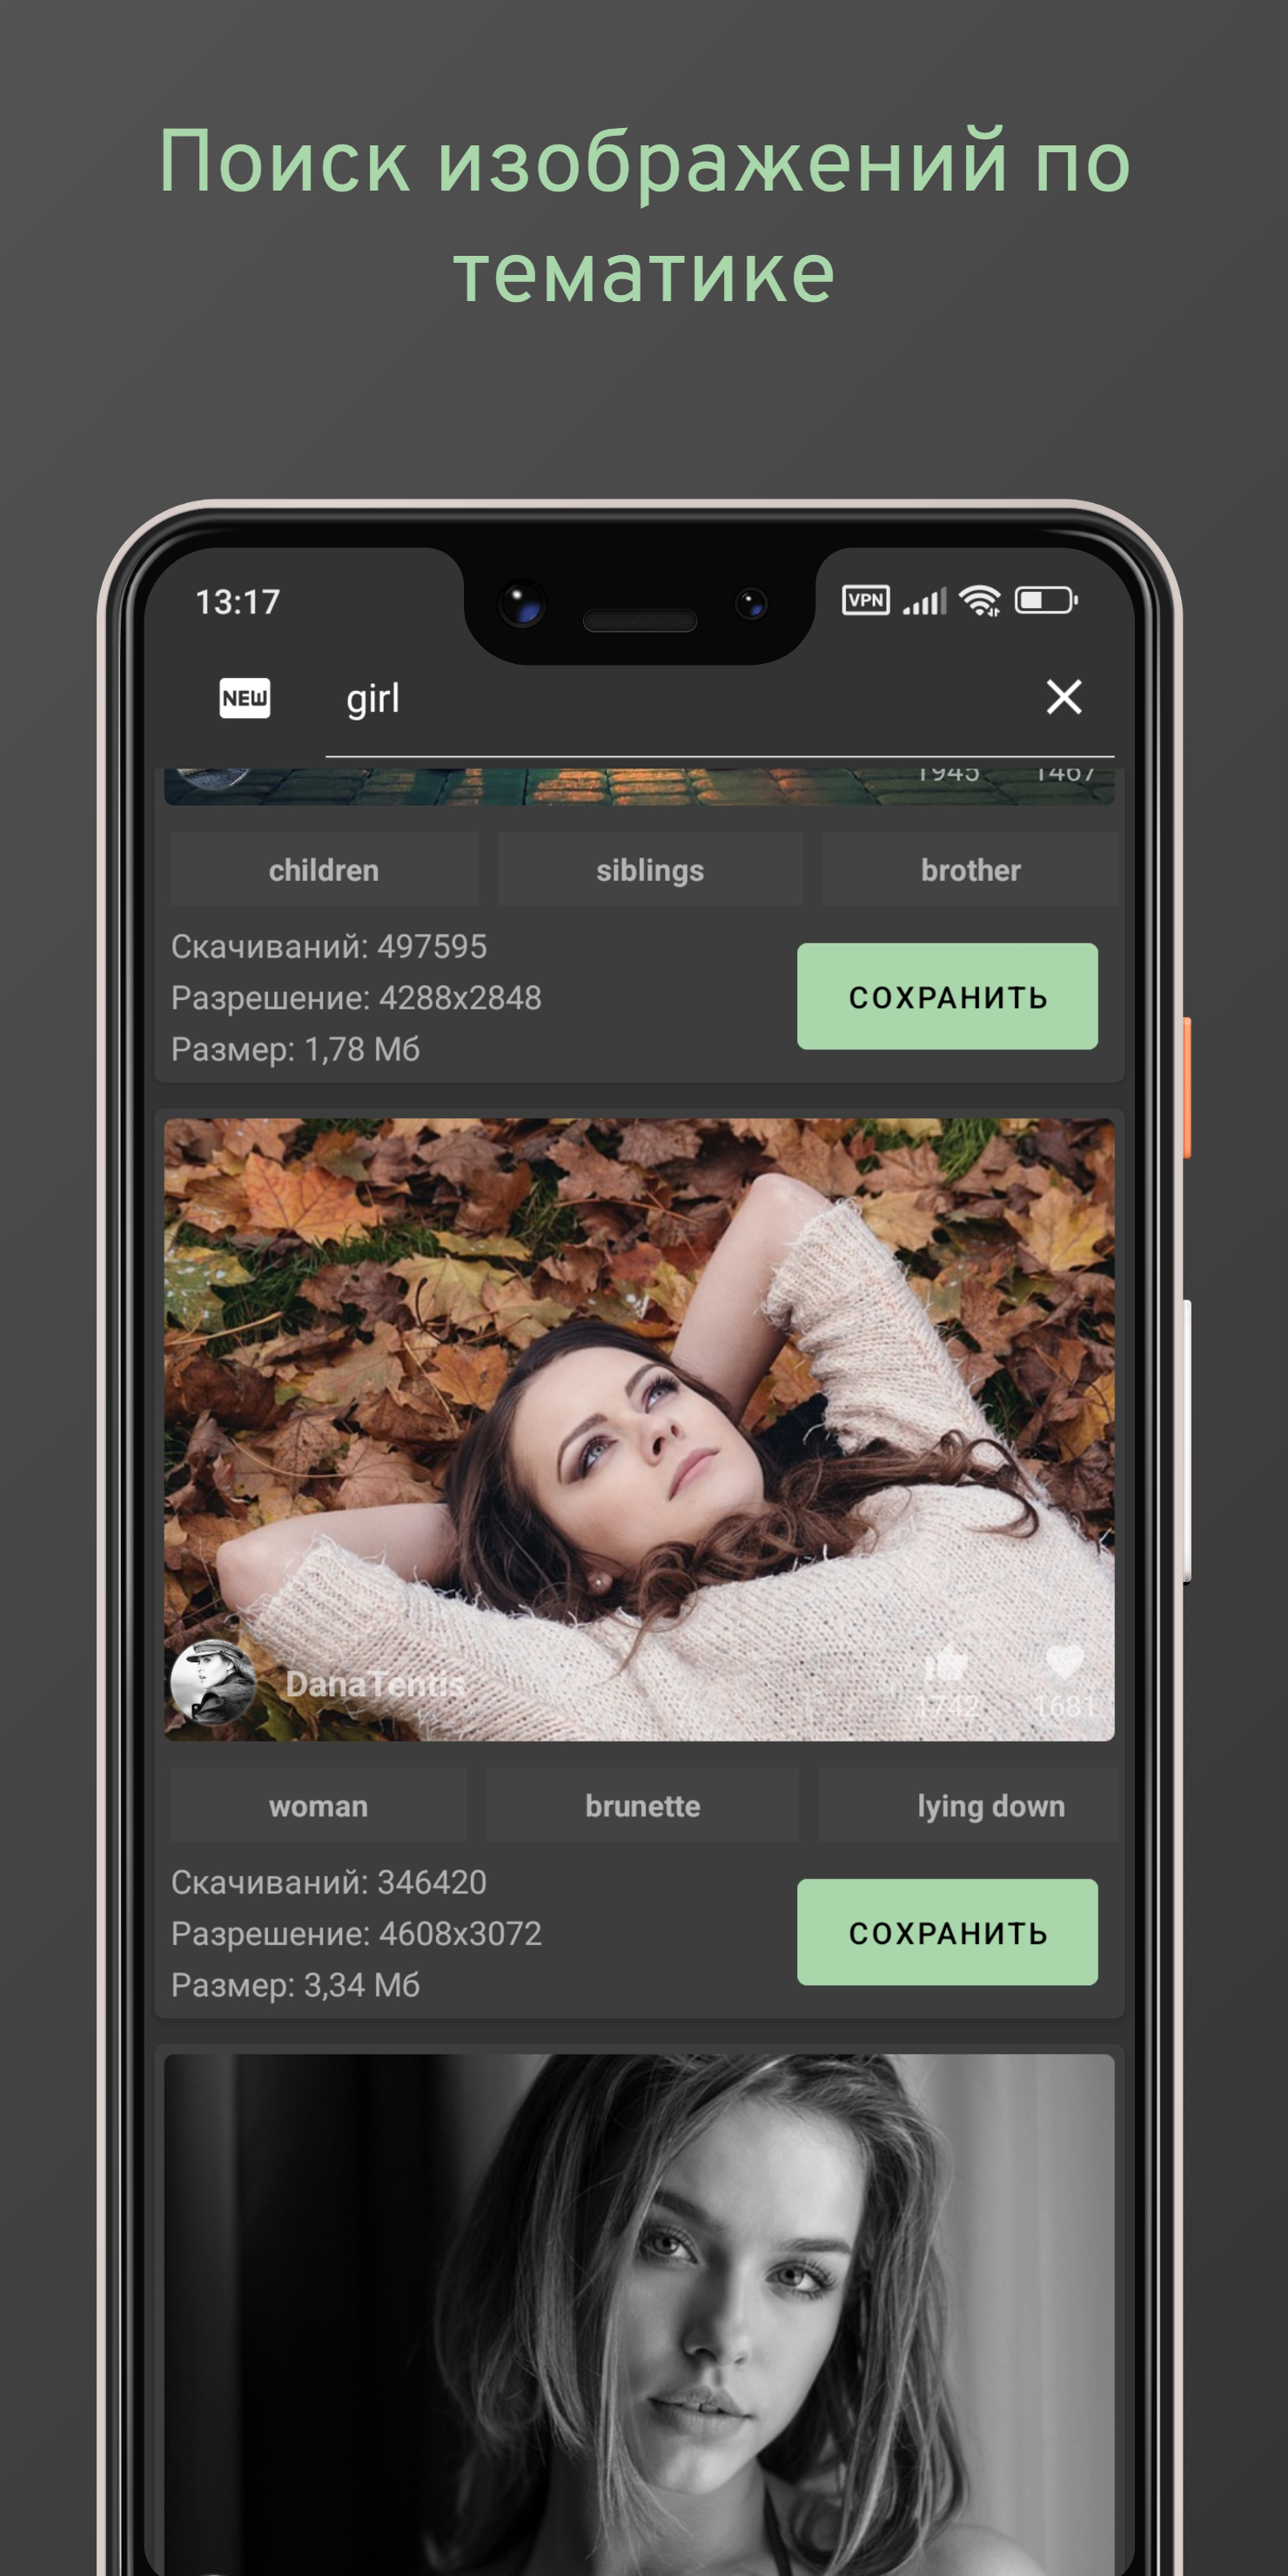 Поиск изображений по
тематике
13:17
VPN
NEW
girl
1945 1467
children siblings brother
Скачиваний: 497595
Разрешение: 4288x2848
Размер: 1,78 Мб
СОХРАНИТЬ
DanaTentis
1742 1681
woman brunette lying down
Скачиваний: 346420
Разрешение: 4608x3072
Размер: 3,34 Мб
СОХРАНИТЬ